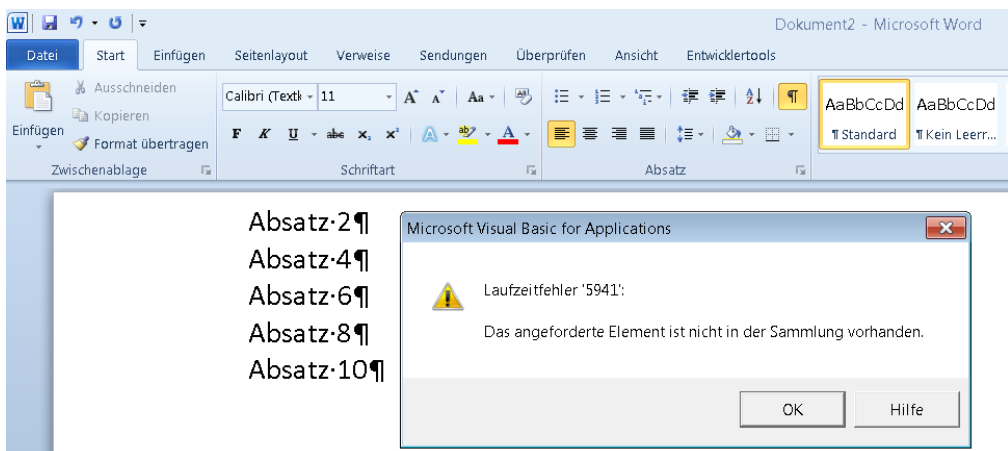 Dokument2 - Microsoft Word
Datei Start Einfügen Seitenlayout Verweise Sendungen Überprüfen Ansicht Entwicklertools
Ausschneiden
Kopieren
Format übertragen
Einfügen
Zwischenablage
Calibri (Textk 11
F K U abc x, x²
Schriftart
Absatz
AaBbCcDd AaBbCcDd
¶ Standard ¶ Kein Leerr...
Absatz·2¶
Absatz·4¶
Absatz·6¶
Absatz·8¶
Absatz·10¶
Microsoft Visual Basic for Applications
Laufzeitfehler '5941':
Das angeforderte Element ist nicht in der Sammlung vorhanden.
OK Hilfe